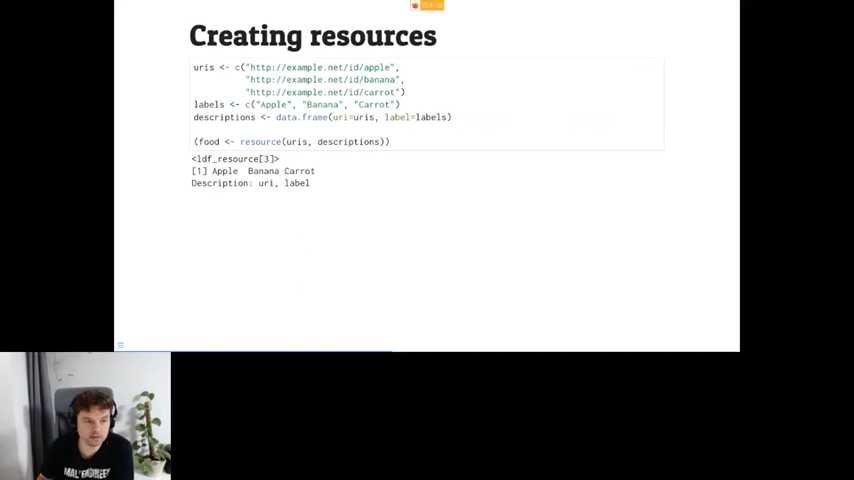 Creating resources
uris <- c("http://example.net/id/apple",
"http://example.net/id/banana",
"http://example.net/id/carrot")
labels <- c("Apple", "Banana", "Carrot")
descriptions <- data.frame(uri=uris, label=labels)
(food <- resource(uris, descriptions))
<ldf_resource[3]>
[1] Apple  Banana Carrot
Description: uri, label